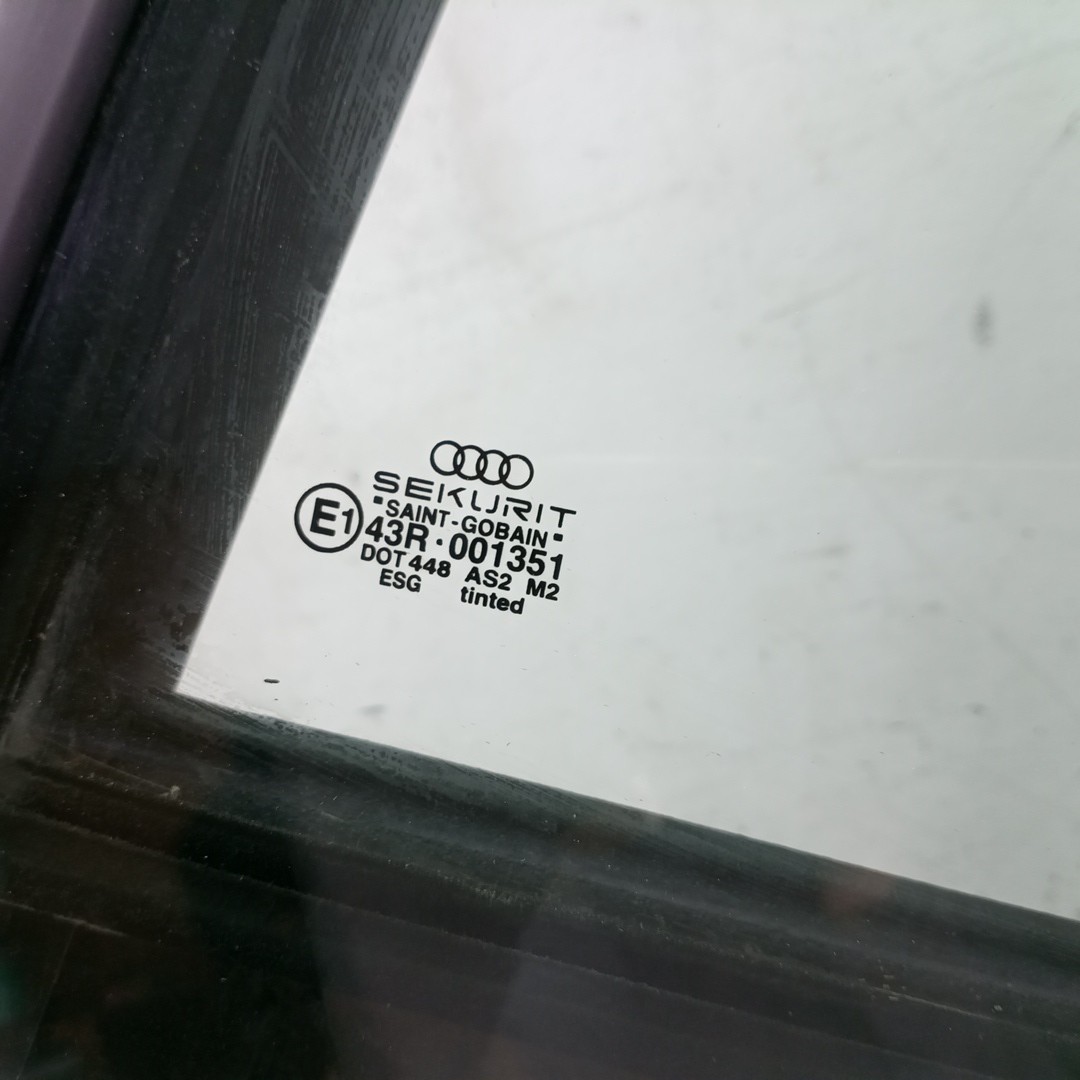 SEKURIT
"SAINT-GOBAIN"
E1 43R·001351
DOT 448 AS2 M2
ESG tinted